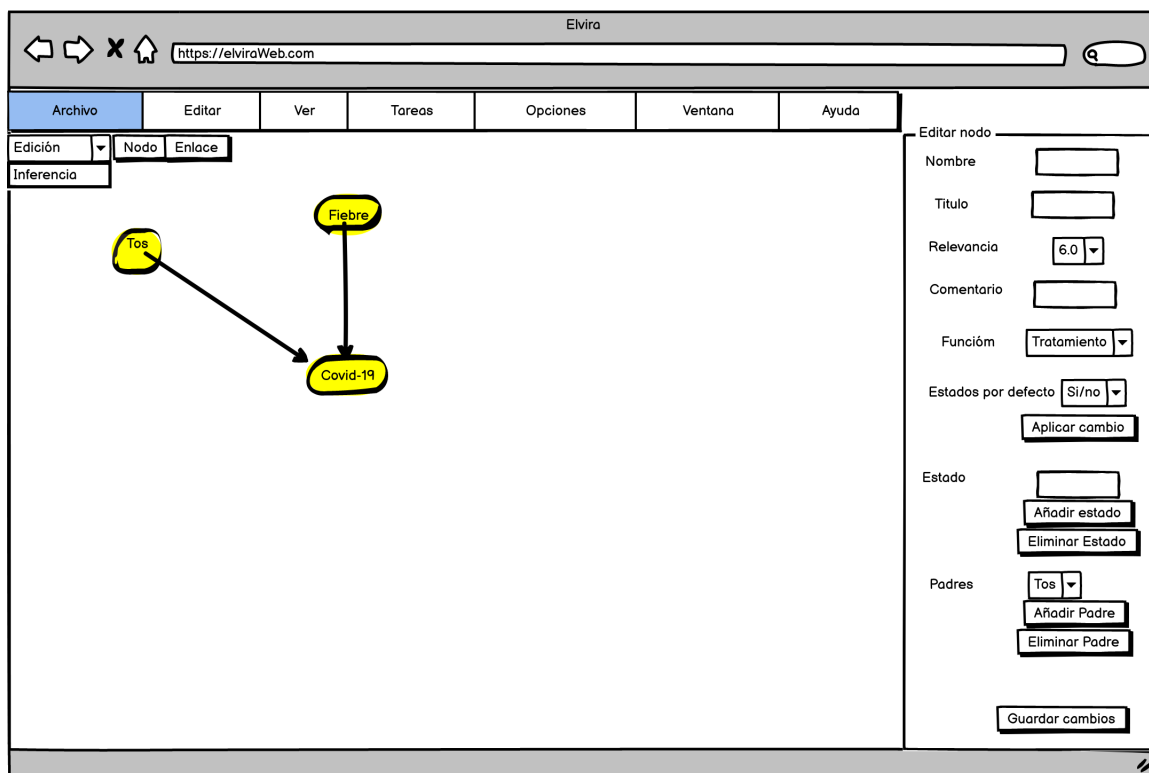 Elvira
https://elviraWeb.com
Archivo Editar Ver Tareas Opciones Ventana Ayuda
Edición Nodo Enlace
Inferencia
Tos
Fiebre
Covid-19
Editar nodo
Nombre
Titulo
Relevancia 6.0
Comentario
Funcióm Tratamiento
Estados por defecto Si/no
Aplicar cambio
Estado
Añadir estado
Eliminar Estado
Padres Tos
Añadir Padre
Eliminar Padre
Guardar cambios